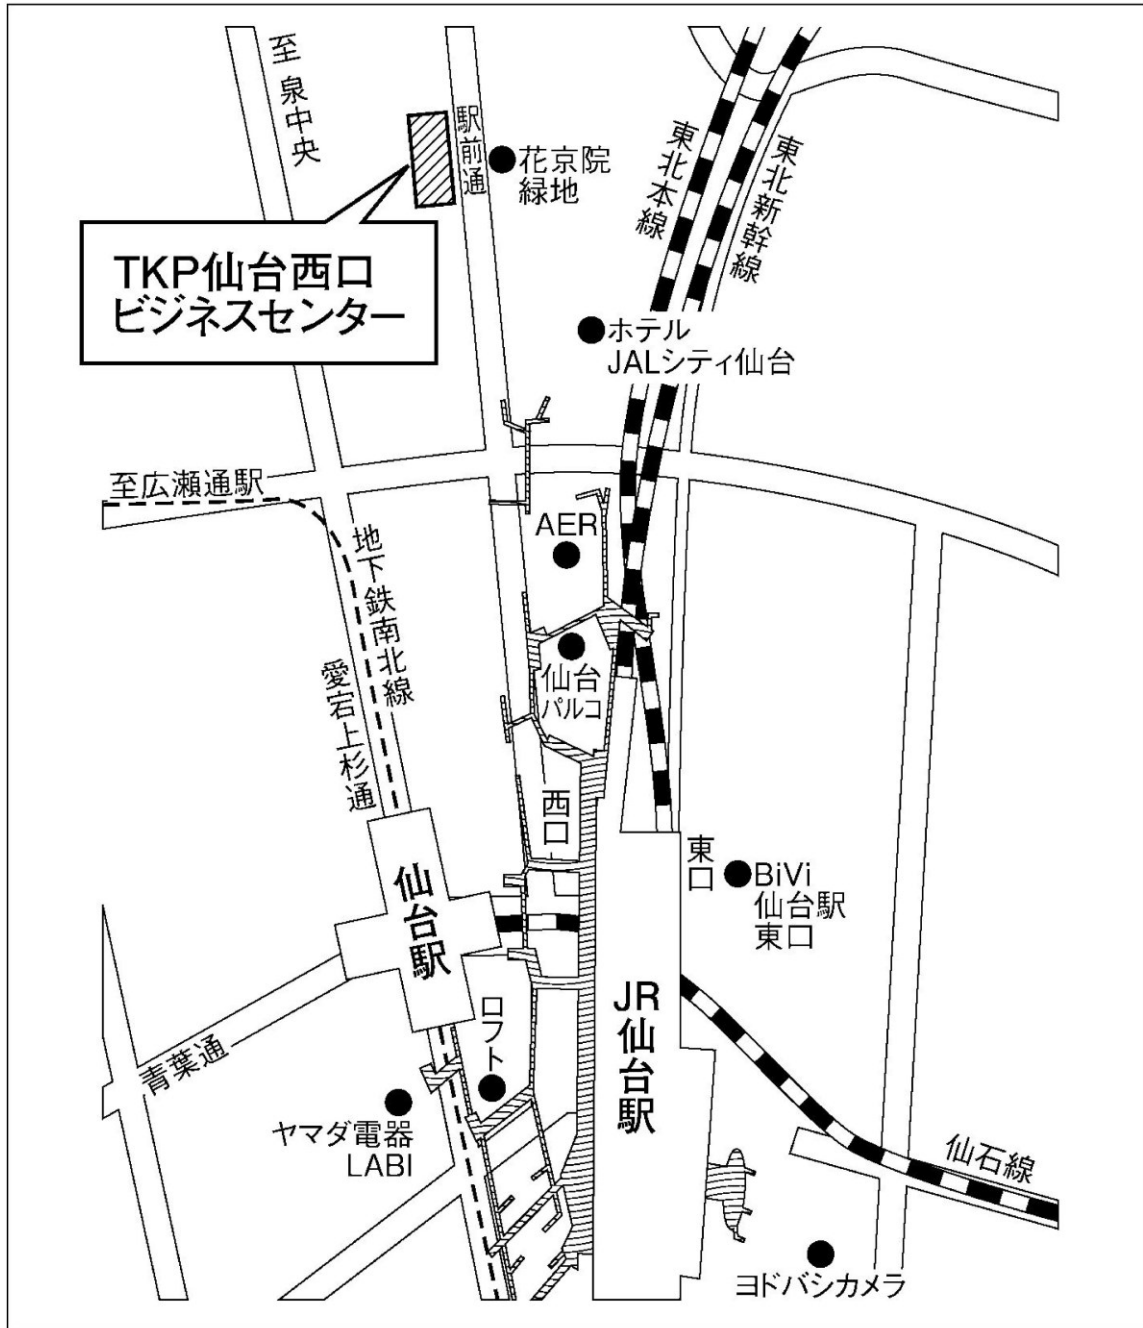 至 泉中央
駅前通
花京院
緑地
東北本線
東北新幹線
TKP仙台西口
ビジネスセンター
ホテル
JALシティ仙台
至広瀬通駅
地下鉄南北線
愛宕上杉通
AER
仙台
パルコ
西口
東口
BiVi
仙台駅
東口
仙台駅
JR仙台駅
ロフト
青葉通
ヤマダ電器
LABI
仙石線
ヨドバシカメラ